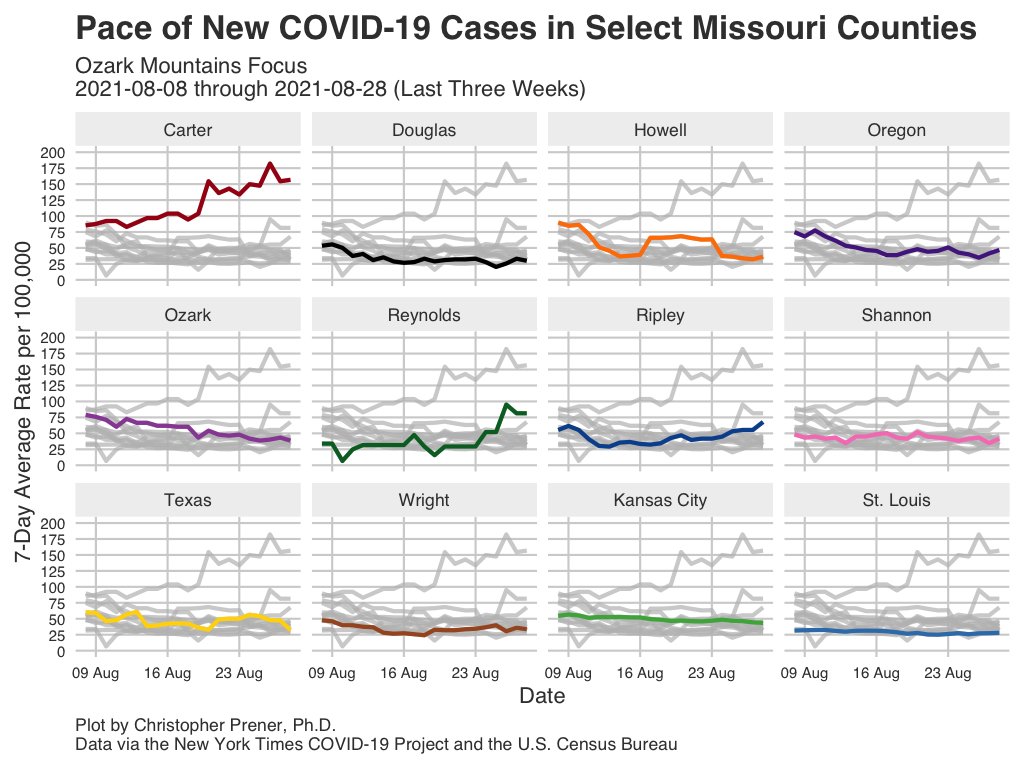 Pace of New COVID-19 Cases in Select Missouri Counties
Ozark Mountains Focus
2021-08-08 through 2021-08-28 (Last Three Weeks)
7-Day Average Rate per 100,000
Carter Douglas Howell Oregon
200
175
150
125
100
75
50
25
0
Ozark Reynolds Ripley Shannon
200
175
150
125
100
75
50
25
0
Texas Wright Kansas City St. Louis
200
175
150
125
100
75
50
25
0
09 Aug 16 Aug 23 Aug 09 Aug 16 Aug 23 Aug 09 Aug 16 Aug 23 Aug 09 Aug 16 Aug 23 Aug
Date
Plot by Christopher Prener, Ph.D.
Data via the New York Times COVID-19 Project and the U.S. Census Bureau